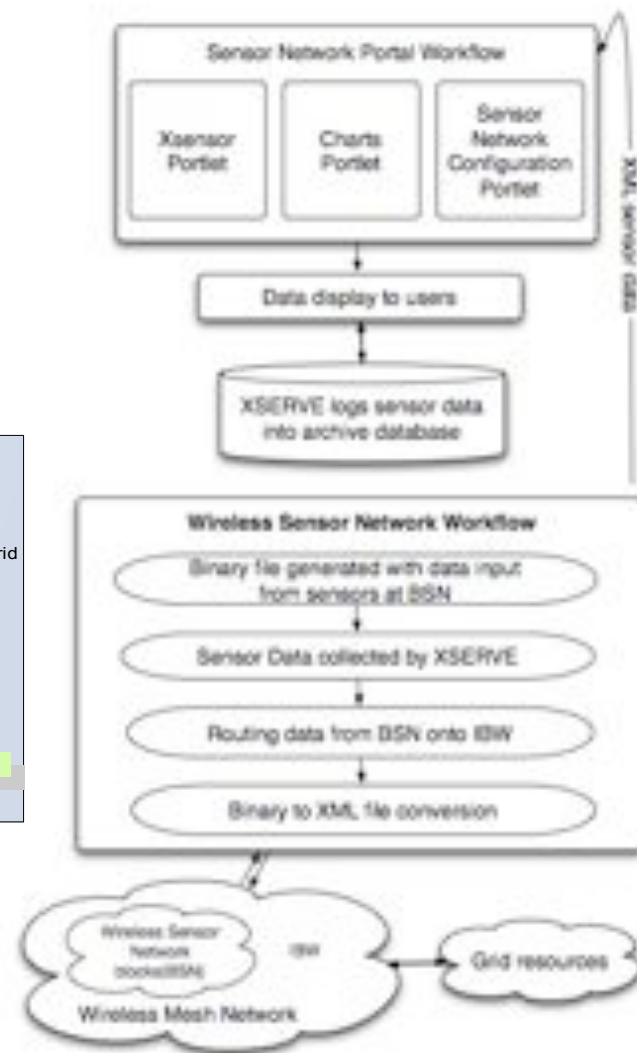 Sensor Network Portal Workflow
Xsensor
Portlet
Charts
Portlet
Sensor
Network
Configuration
Portlet
XML sensor data
Data display to users
XSERVE logs sensor data
into archive database
rid
Wireless Sensor Network Workflow
Binary file generated with data input
from sensors at BSN
Sensor Data collected by XSERVE
Routing data from BSN onto IBW
Binary to XML file conversion
Wireless Sensor
Network
blocks(BSN)
IBW
Wireless Mesh Network
Grid resources